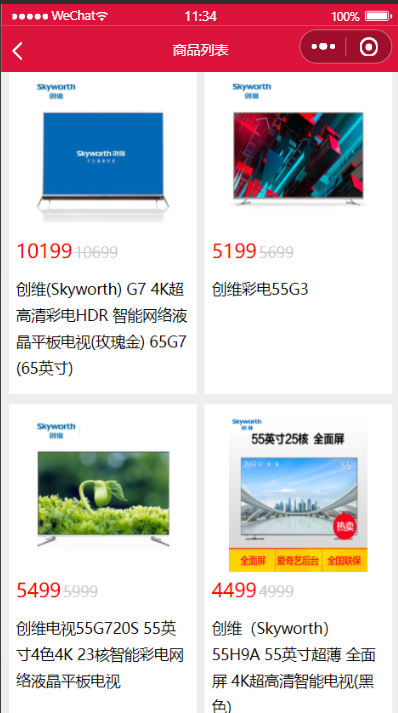 WeChat
11:34
100%
商品列表
Skyworth
创维
Skyworth 创维
10199 10699
创维(Skyworth) G7 4K超
高清彩电HDR 智能网络液
晶平板电视(玫瑰金) 65G7
(65英寸)
Skyworth
创维
5199 5699
创维彩电55G3
Skyworth
创维
5499 5999
创维电视55G720S 55英
寸4色4K 23核智能彩电网
络液晶平板电视
Skyworth
创维
55英寸25核 全面屏
55
热卖
全面屏
爱奇艺后台
全国联保
4499 4999
创维（Skyworth）
55H9A 55英寸超薄 全面
屏 4K超高清智能电视(黑
色)